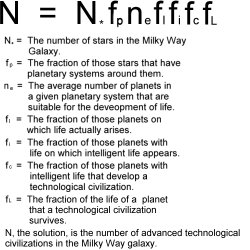 N = N* fp ne fl fi fc fL
N* = The number of stars in the Milky Way
Galaxy.
fp = The fraction of those stars that have
planetary systems around them.
ne = The average number of planets in
a given planetary system that are
suitable for the deveopment of life.
fl = The fraction of those planets on
which life actually arises.
fi = The fraction of those planets with
life on which intelligent life appears.
fc = The fraction of those planets with
intelligent life that develop a
technological civilization.
fL = The fraction of the life of a planet
that a technological civilization
survives.
N, the solution, is the number of advanced technological
civilizations in the Milky Way galaxy.